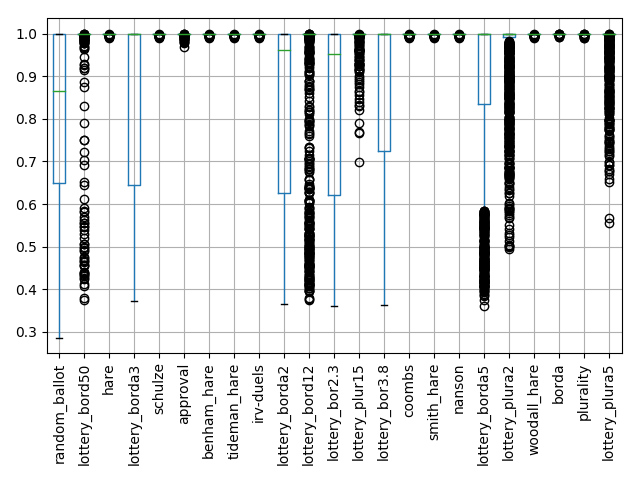 1.0
0.9
0.8
0.7
0.6
0.5
0.4
0.3
random_ballot
lottery_bord50
hare
lottery_borda3
schulze
approval
benham_hare
tideman_hare
irv-duels
lottery_borda2
lottery_bord12
lottery_bor2.3
lottery_plur15
lottery_bor3.8
coombs
smith_hare
nanson
lottery_borda5
lottery_plura2
woodall_hare
borda
plurality
lottery_plura5